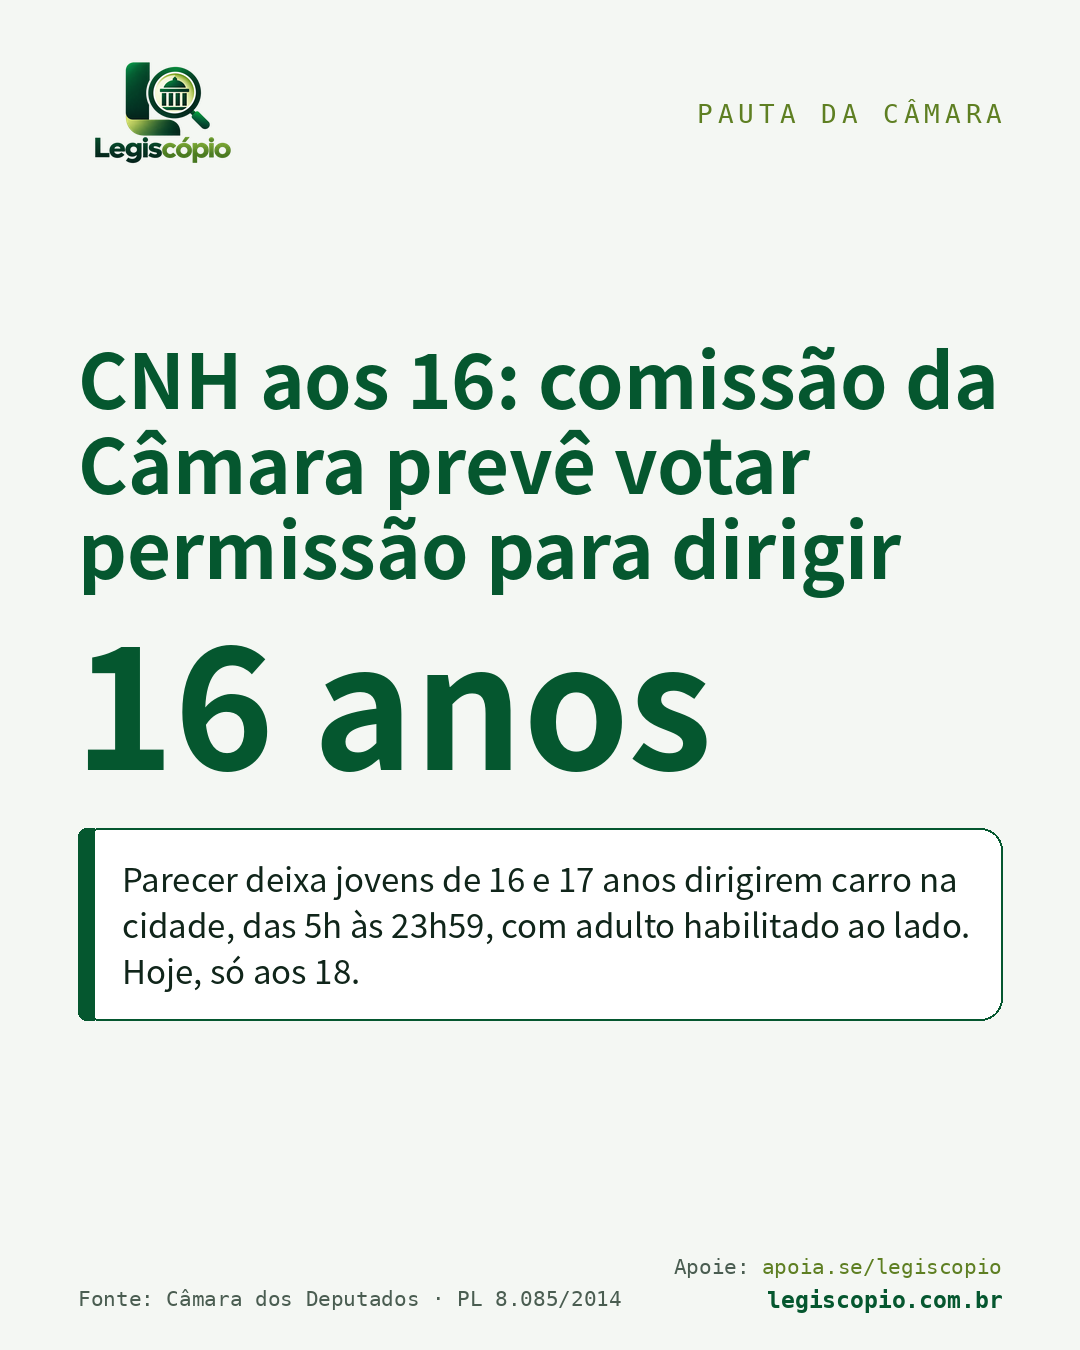 Legiscópio
PAUTA DA CÂMARA
CNH aos 16: comissão da
Câmara prevê votar
permissão para dirigir
16 anos
Parecer deixa jovens de 16 e 17 anos dirigirem carro na
cidade, das 5h às 23h59, com adulto habilitado ao lado.
Hoje, só aos 18.
Apoie: apoia.se/legiscopio
Fonte: Câmara dos Deputados · PL 8.085/2014
legiscopio.com.br